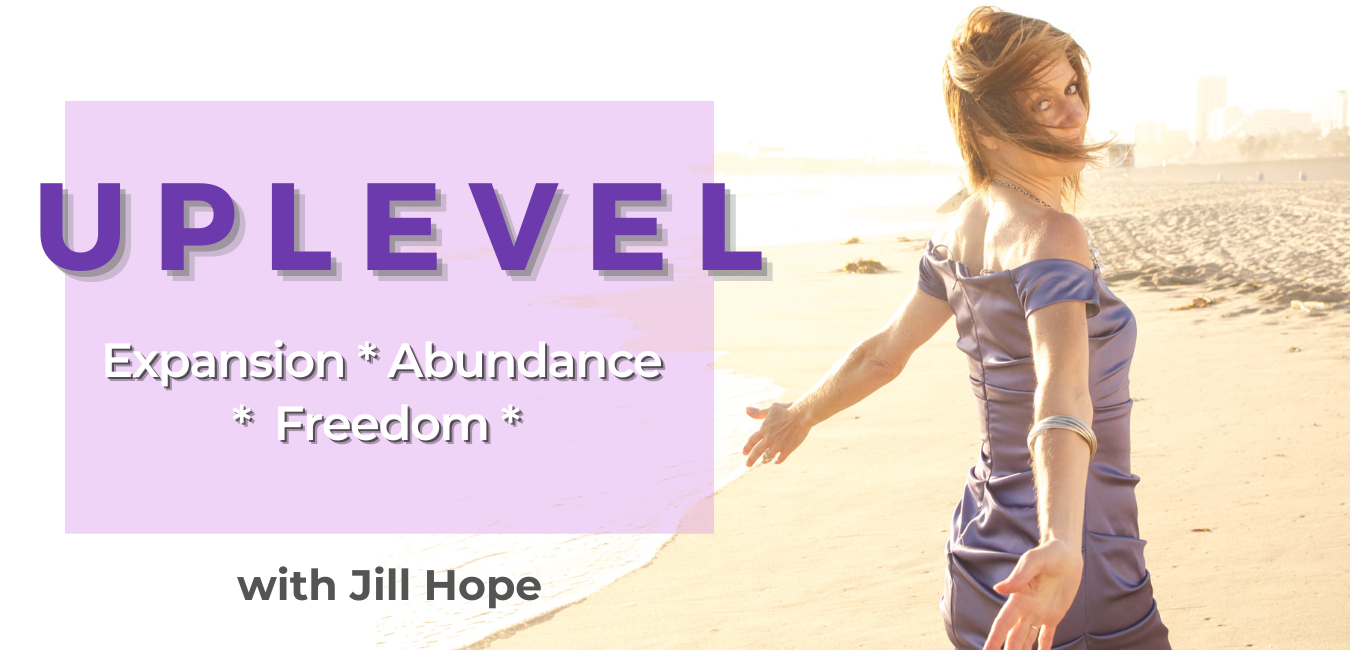 UPLEVEL
Expansion * Abundance
* Freedom *
with Jill Hope